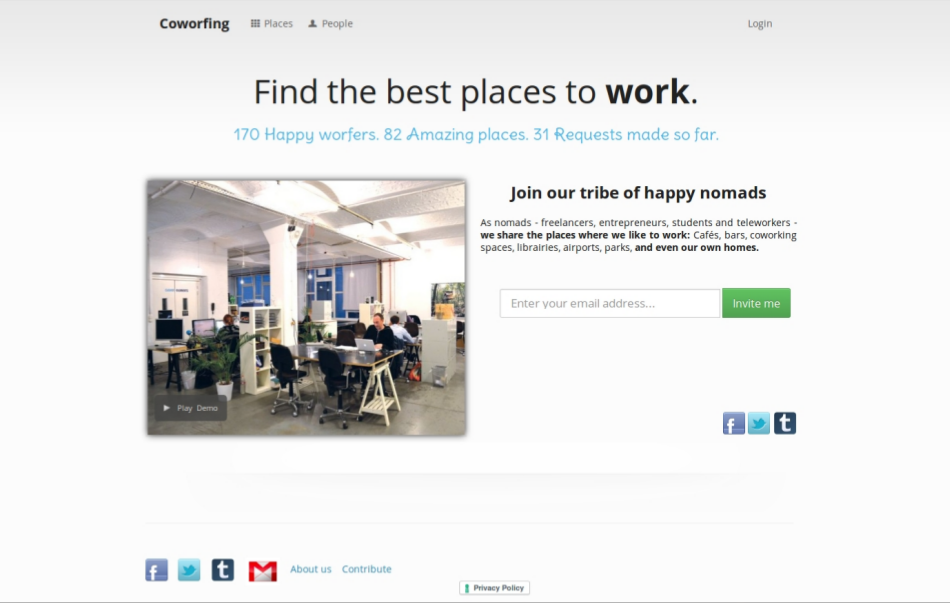 Coworfing Places People Login
Find the best places to work.
170 Happy worfers. 82 Amazing places. 31 Requests made so far.
Join our tribe of happy nomads
As nomads - freelancers, entrepreneurs, students and teleworkers -
we share the places where we like to work: Cafés, bars, coworking
spaces, librairies, airports, parks, and even our own homes.
Enter your email address... Invite me
Play Demo
f t
f t About us Contribute
Privacy Policy